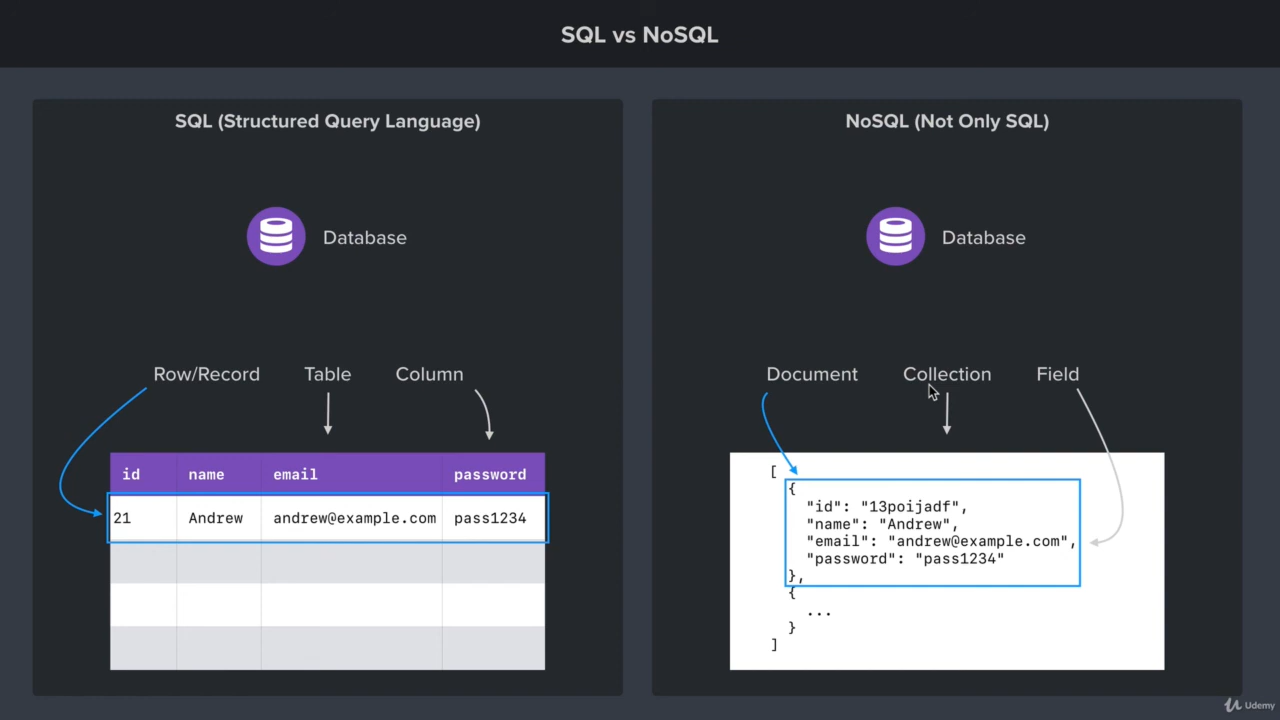 SQL vs NoSQL
SQL (Structured Query Language)
Database
Row/Record Table Column
id name email password
21 Andrew andrew@example.com pass1234
NoSQL (Not Only SQL)
Database
Document Collection Field
[
{
"id": "13poijadf",
"name": "Andrew",
"email": "andrew@example.com",
"password": "pass1234"
},
{
...
}
]
Udemy